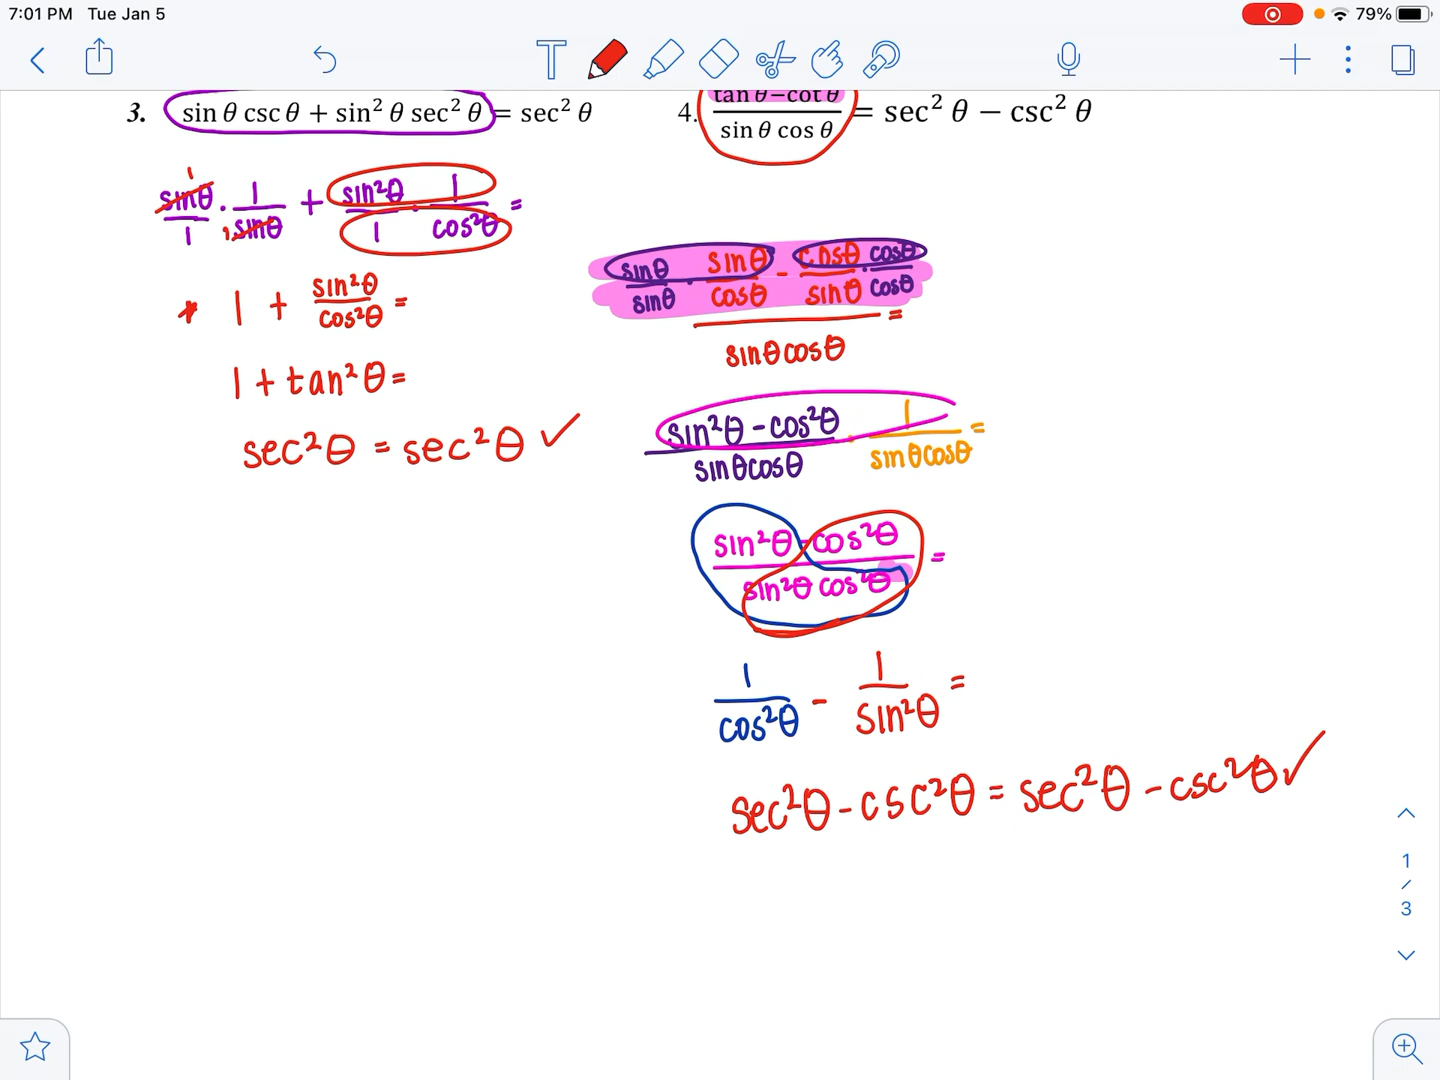 7:01 PM Tue Jan 5 79%
3. sin θ csc θ + sin² θ sec² θ = sec² θ
sinθ/1 · 1/sinθ + sin²θ/1 · 1/cos²θ =
1 1
* 1 + sin²θ/cos²θ =
1 + tan²θ =
sec²θ = sec²θ ✓
4. tan θ−cot θ / sin θ cos θ = sec² θ − csc² θ
sinθ/sinθ · sinθ/cosθ - cosθ/sinθ · cosθ/cosθ =
sinθcosθ
sin²θ - cos²θ / sinθcosθ · 1/sinθcosθ =
sin²θ - cos²θ / sin²θ cos²θ =
1/cos²θ - 1/sin²θ =
sec²θ - csc²θ = sec²θ - csc²θ ✓
1
/
3